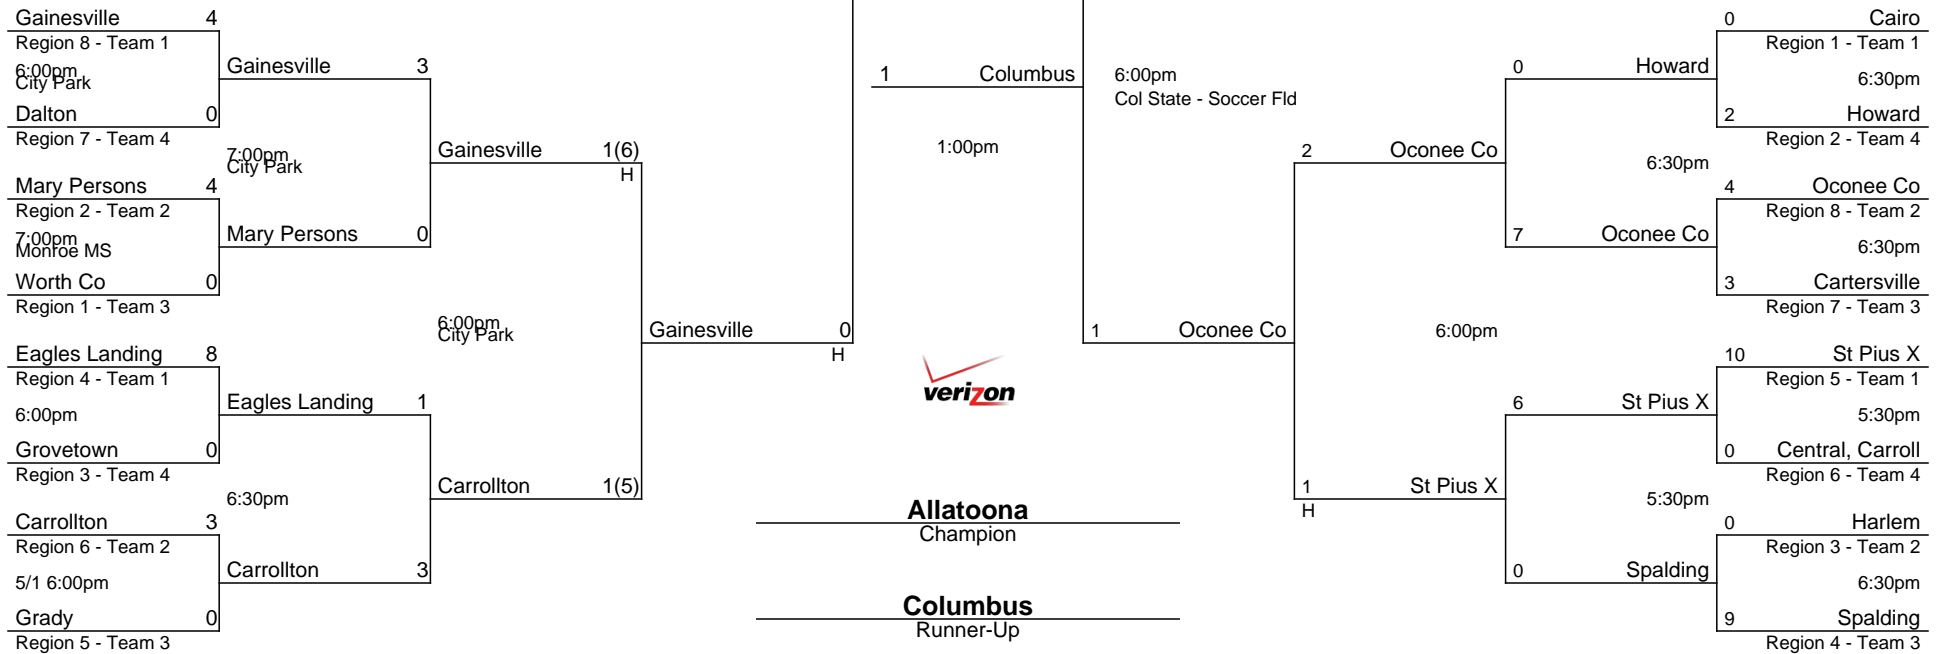 Gainesville 4
Region 8 - Team 1
6:00pm
City Park
Dalton 0
Region 7 - Team 4
Mary Persons 4
Region 2 - Team 2
7:00pm
Monroe MS
Worth Co 0
Region 1 - Team 3
Eagles Landing 8
Region 4 - Team 1
6:00pm
Grovetown 0
Region 3 - Team 4
Carrollton 3
Region 6 - Team 2
5/1 6:00pm
Grady 0
Region 5 - Team 3
Gainesville 3
7:00pm
City Park
Mary Persons 0
Eagles Landing 1
6:30pm
Carrollton 3
Gainesville 1(6)
H
6:00pm
City Park
Carrollton 1(5)
Gainesville 0
H
1 Columbus
1:00pm
verizon
Allatoona
Champion
Columbus
Runner-Up
6:00pm
Col State - Soccer Fld
1 Oconee Co
2 Oconee Co
6:00pm
1 St Pius X
H
0 Howard
6:30pm
7 Oconee Co
6 St Pius X
5:30pm
0 Spalding
0 Cairo
Region 1 - Team 1
6:30pm
2 Howard
Region 2 - Team 4
4 Oconee Co
Region 8 - Team 2
6:30pm
3 Cartersville
Region 7 - Team 3
10 St Pius X
Region 5 - Team 1
5:30pm
0 Central, Carroll
Region 6 - Team 4
0 Harlem
Region 3 - Team 2
6:30pm
9 Spalding
Region 4 - Team 3